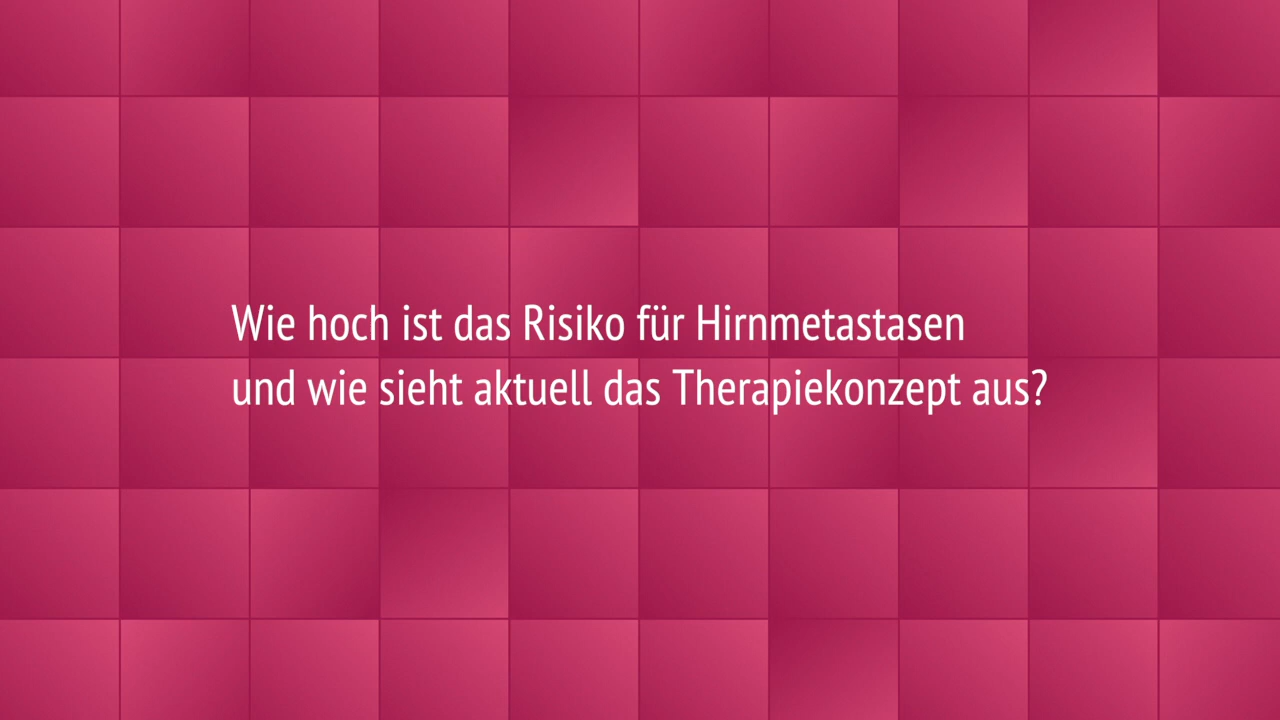 Wie hoch ist das Risiko für Hirnmetastasen
und wie sieht aktuell das Therapiekonzept aus?